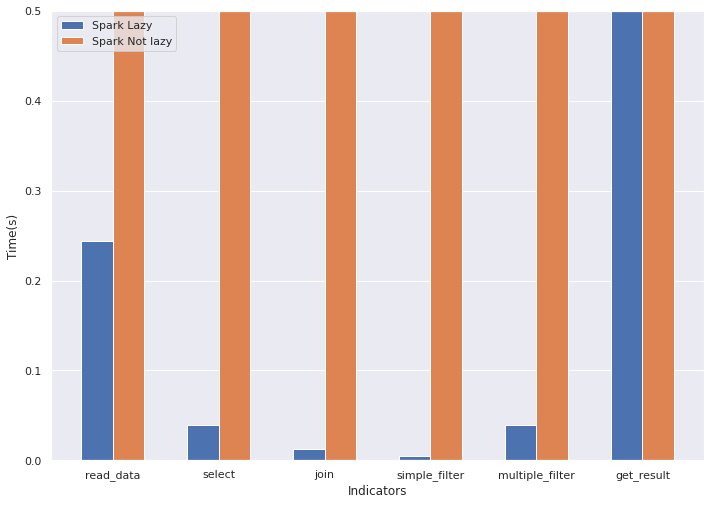 0.5
Spark Lazy
Spark Not lazy
0.4
0.3
Time(s)
0.2
0.1
0.0
read_data select join simple_filter multiple_filter get_result
Indicators